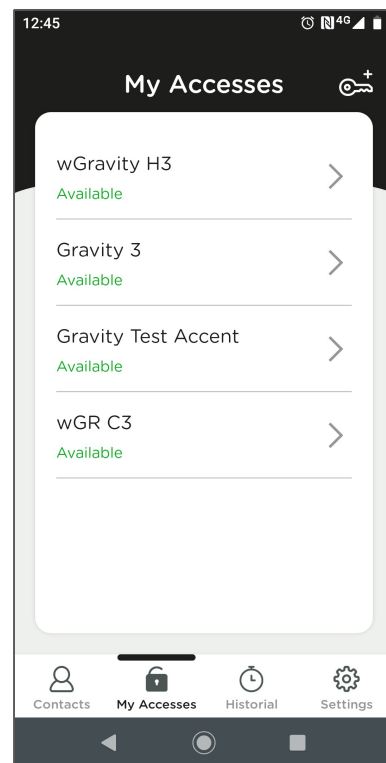 12:45 4G
My Accesses
wGravity H3
Available
Gravity 3
Available
Gravity Test Accent
Available
wGR C3
Available
Contacts My Accesses Historial Settings